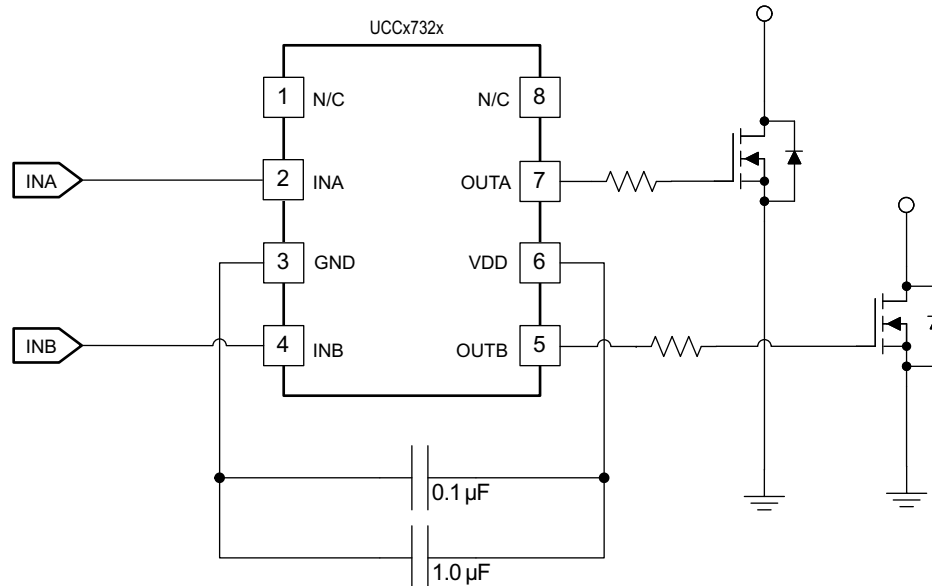 UCCx732x
1 N/C N/C 8
INA 2 INA OUTA 7
3 GND VDD 6
INB 4 INB OUTB 5
0.1 µF
1.0 µF